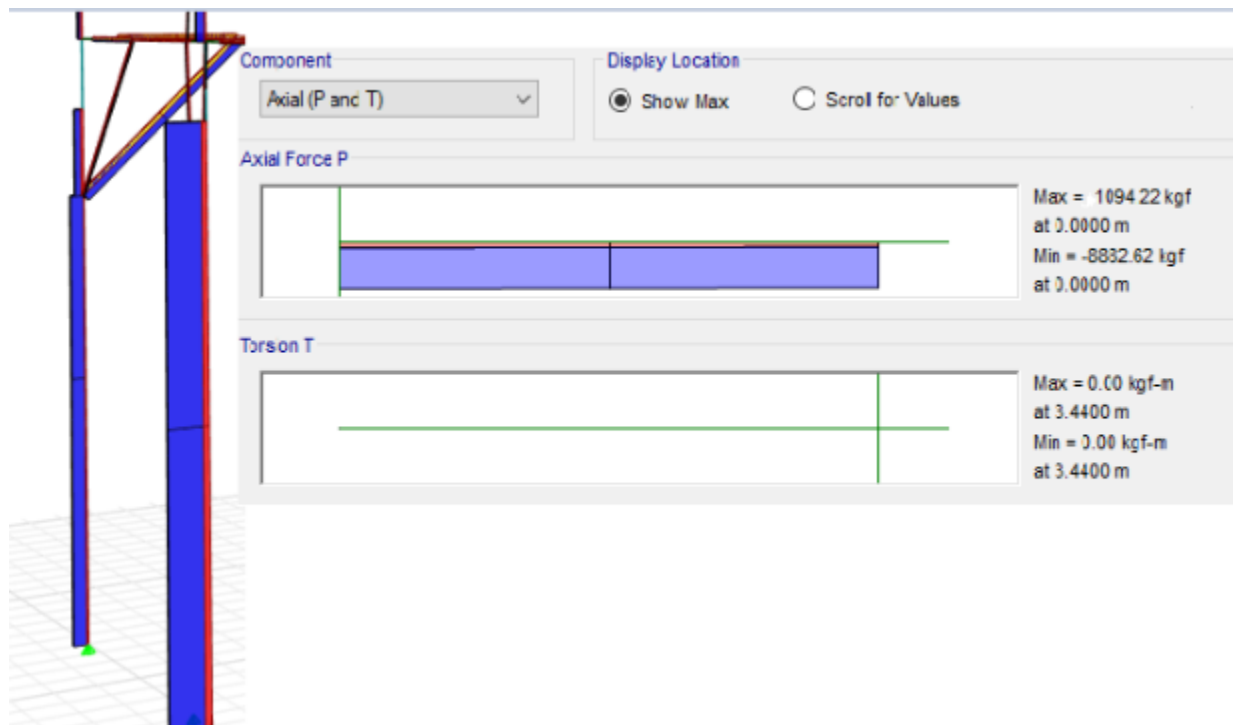 Component
Display Location
Axial (P and T)
Show Max
Scroll for Values
Axial Force P
Max = 1094.22 kgf
at 0.0000 m
Min = -8832.62 kgf
at 0.0000 m
Torsion T
Max = 0.00 kgf-m
at 3.4400 m
Min = 0.00 kgf-m
at 3.4400 m